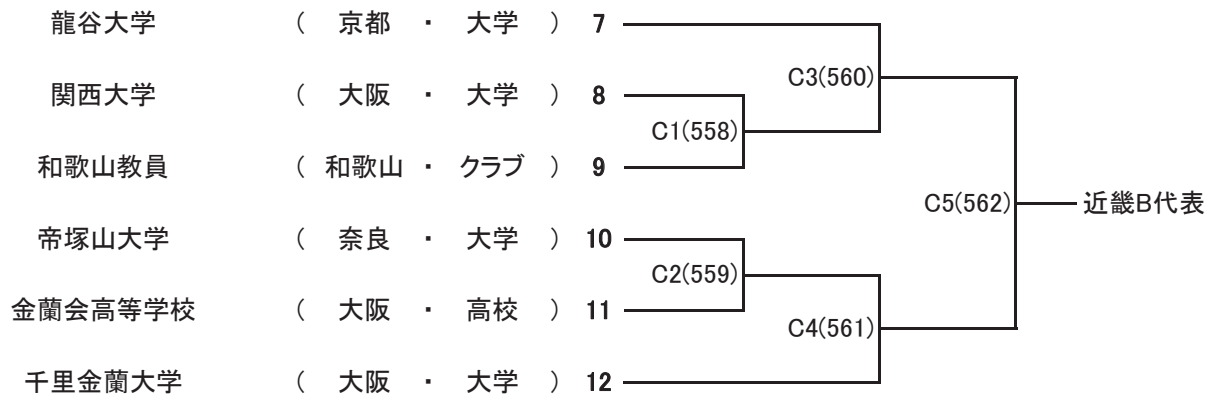 龍谷大学 ( 京都 ・ 大学 ) 7
C3(560)
関西大学 ( 大阪 ・ 大学 ) 8
C1(558)
和歌山教員 ( 和歌山 ・ クラブ ) 9
C5(562) 近畿B代表
帝塚山大学 ( 奈良 ・ 大学 ) 10
C2(559)
金蘭会高等学校 ( 大阪 ・ 高校 ) 11
C4(561)
千里金蘭大学 ( 大阪 ・ 大学 ) 12